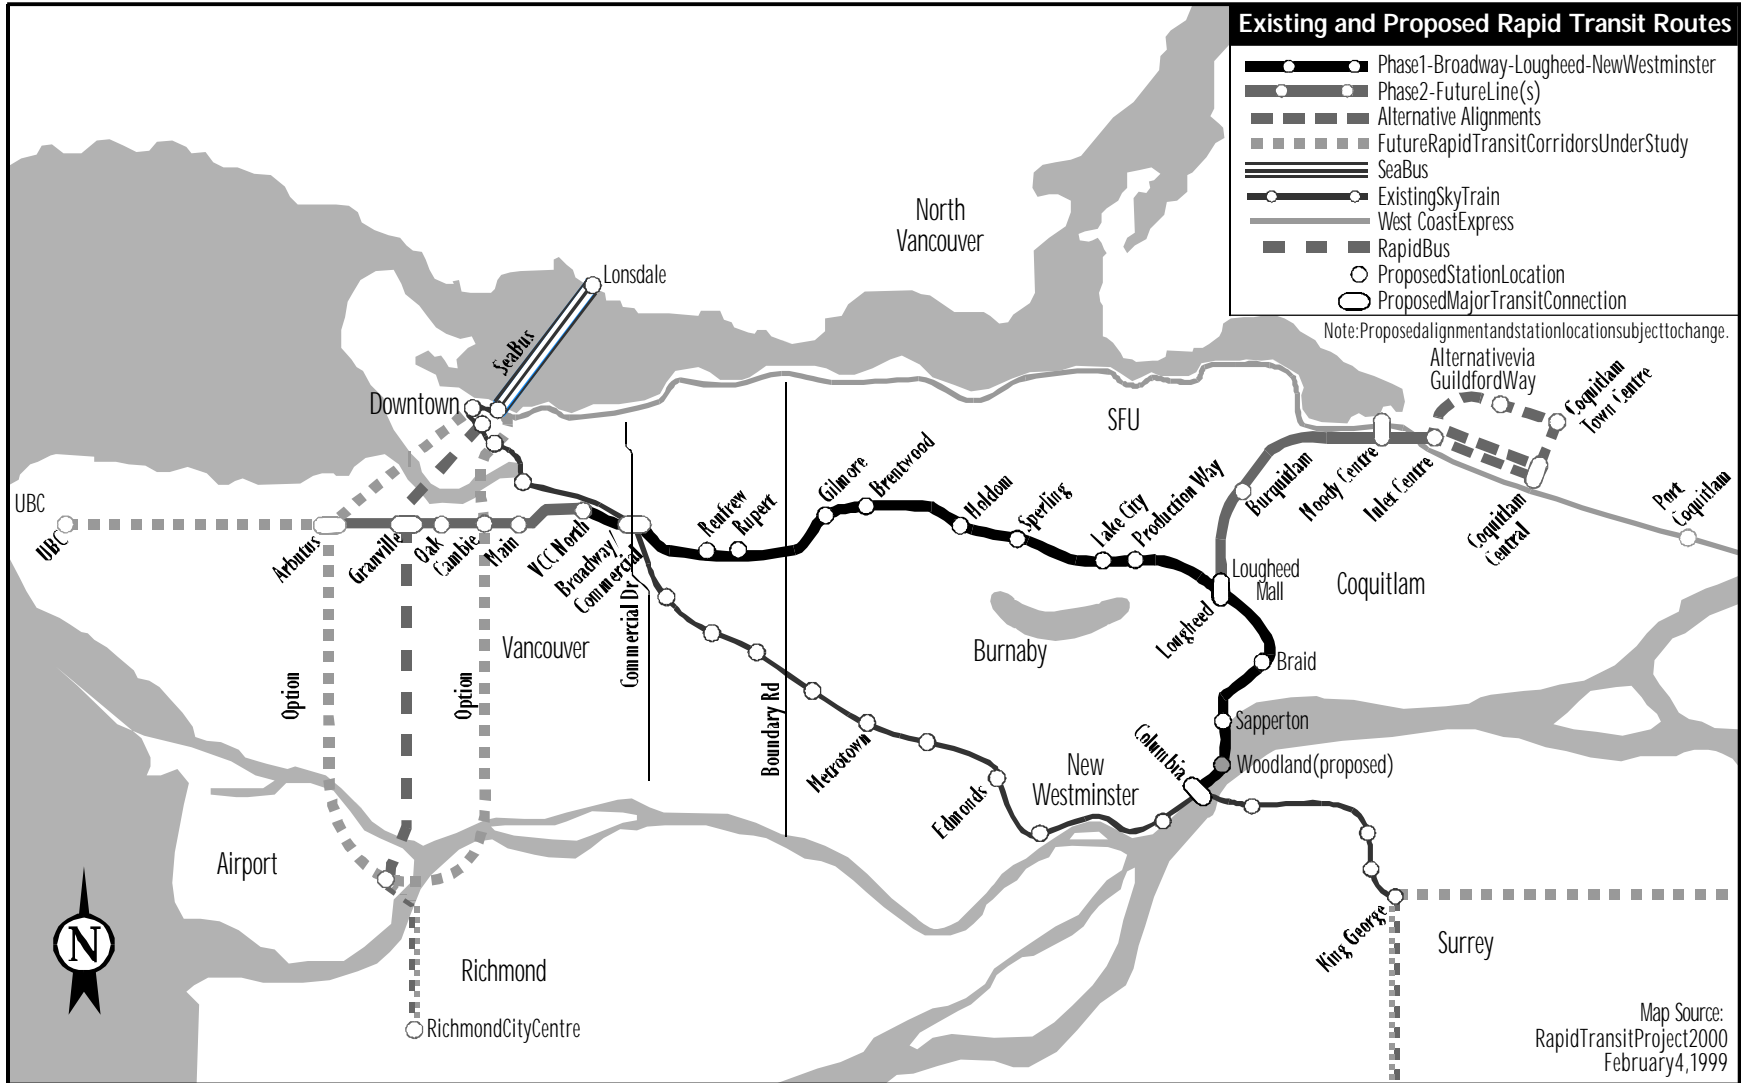 Existing and Proposed Rapid Transit Routes
Phase1-Broadway-Lougheed-NewWestminster
Phase2-FutureLine(s)
Alternative Alignments
FutureRapidTransitCorridorsUnderStudy
SeaBus
ExistingSkyTrain
West CoastExpress
RapidBus
ProposedStationLocation
ProposedMajorTransitConnection
Note:Proposedalignmentandstationlocationsubjecttochange.
North
Vancouver
Lonsdale
SeaBus
Downtown
Alternativevia
GuildfordWay
Coquitlam
Town Centre
SFU
UBC
UBC
Arbutus
Granville
Oak
Cambie
Main
VCC North
Broadway/
Commercial
Commercial Dr
Renfrew
Rupert
Gilmore
Brentwood
Holdom
Sperling
Lake City
Production Way
Burquitlam
Moody Centre
Inlet Centre
Coquitlam
Central
Port
Coquitlam
Lougheed
Mall
Lougheed
Coquitlam
Vancouver
Burnaby
Braid
Option
Option
Boundary Rd
Metrotown
Edmonds
New
Westminster
Columbia
Sapperton
Woodland(proposed)
Airport
King George
Surrey
Richmond
RichmondCityCentre
N
Map Source:
RapidTransitProject2000
February4,1999